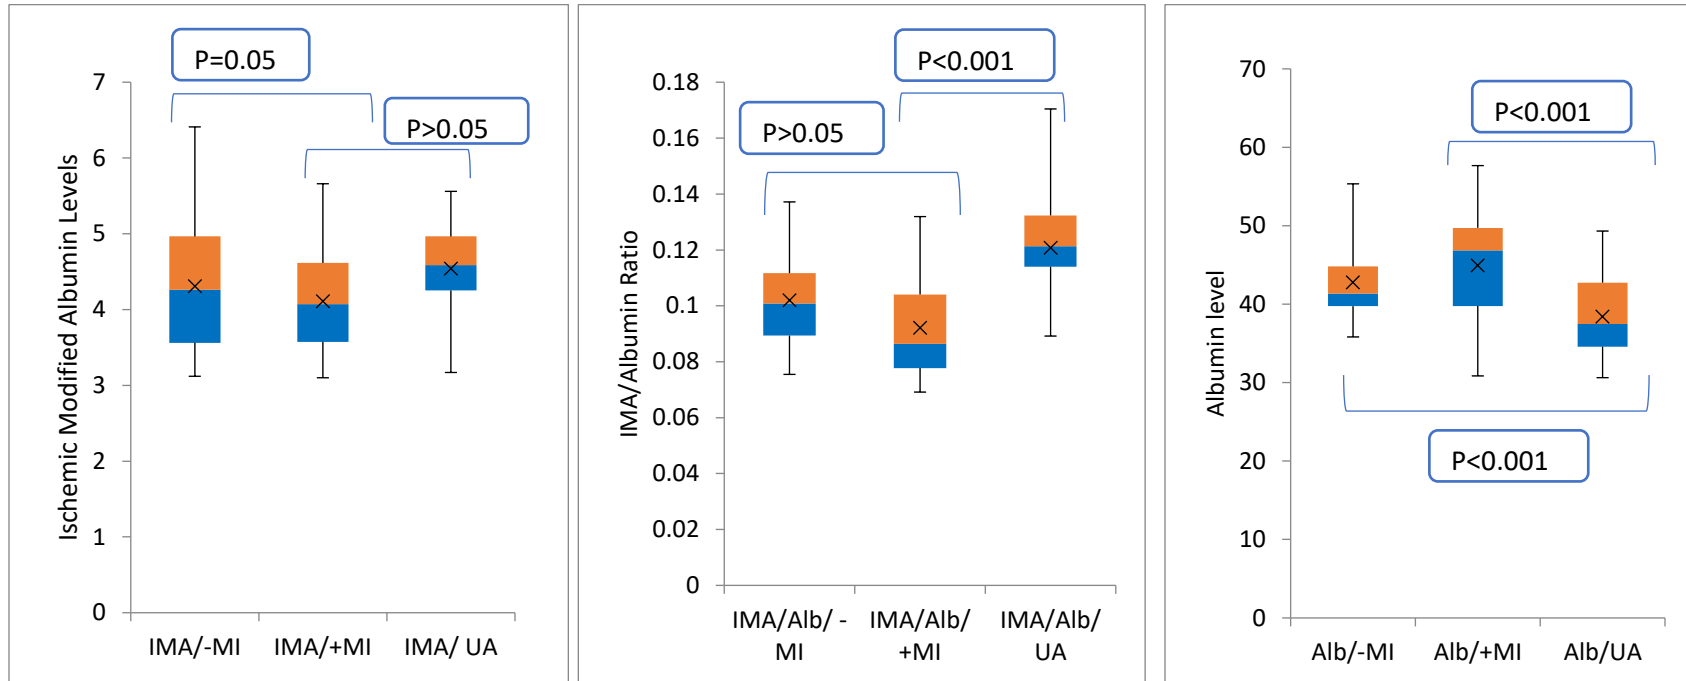 P=0.05
P>0.05
7
6
5
4
3
2
1
0
Ischemic Modified Albumin Levels
IMA/-MI
IMA/+MI
IMA/ UA
P<0.001
P>0.05
0.18
0.16
0.14
0.12
0.1
0.08
0.06
0.04
0.02
0
IMA/Albumin Ratio
IMA/Alb/ -
MI
IMA/Alb/
+MI
IMA/Alb/
UA
P<0.001
70
60
50
40
30
20
10
0
Albumin level
P<0.001
Alb/-MI
Alb/+MI
Alb/UA